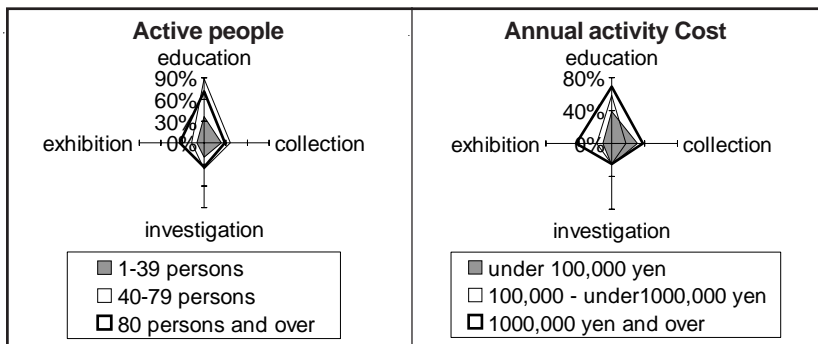 Active people
education
90%
60%
30%
0%
exhibition
collection
investigation
1-39 persons
40-79 persons
80 persons and over
Annual activity Cost
education
80%
40%
0%
exhibition
collection
investigation
under 100,000 yen
100,000 - under1000,000 yen
1000,000 yen and over